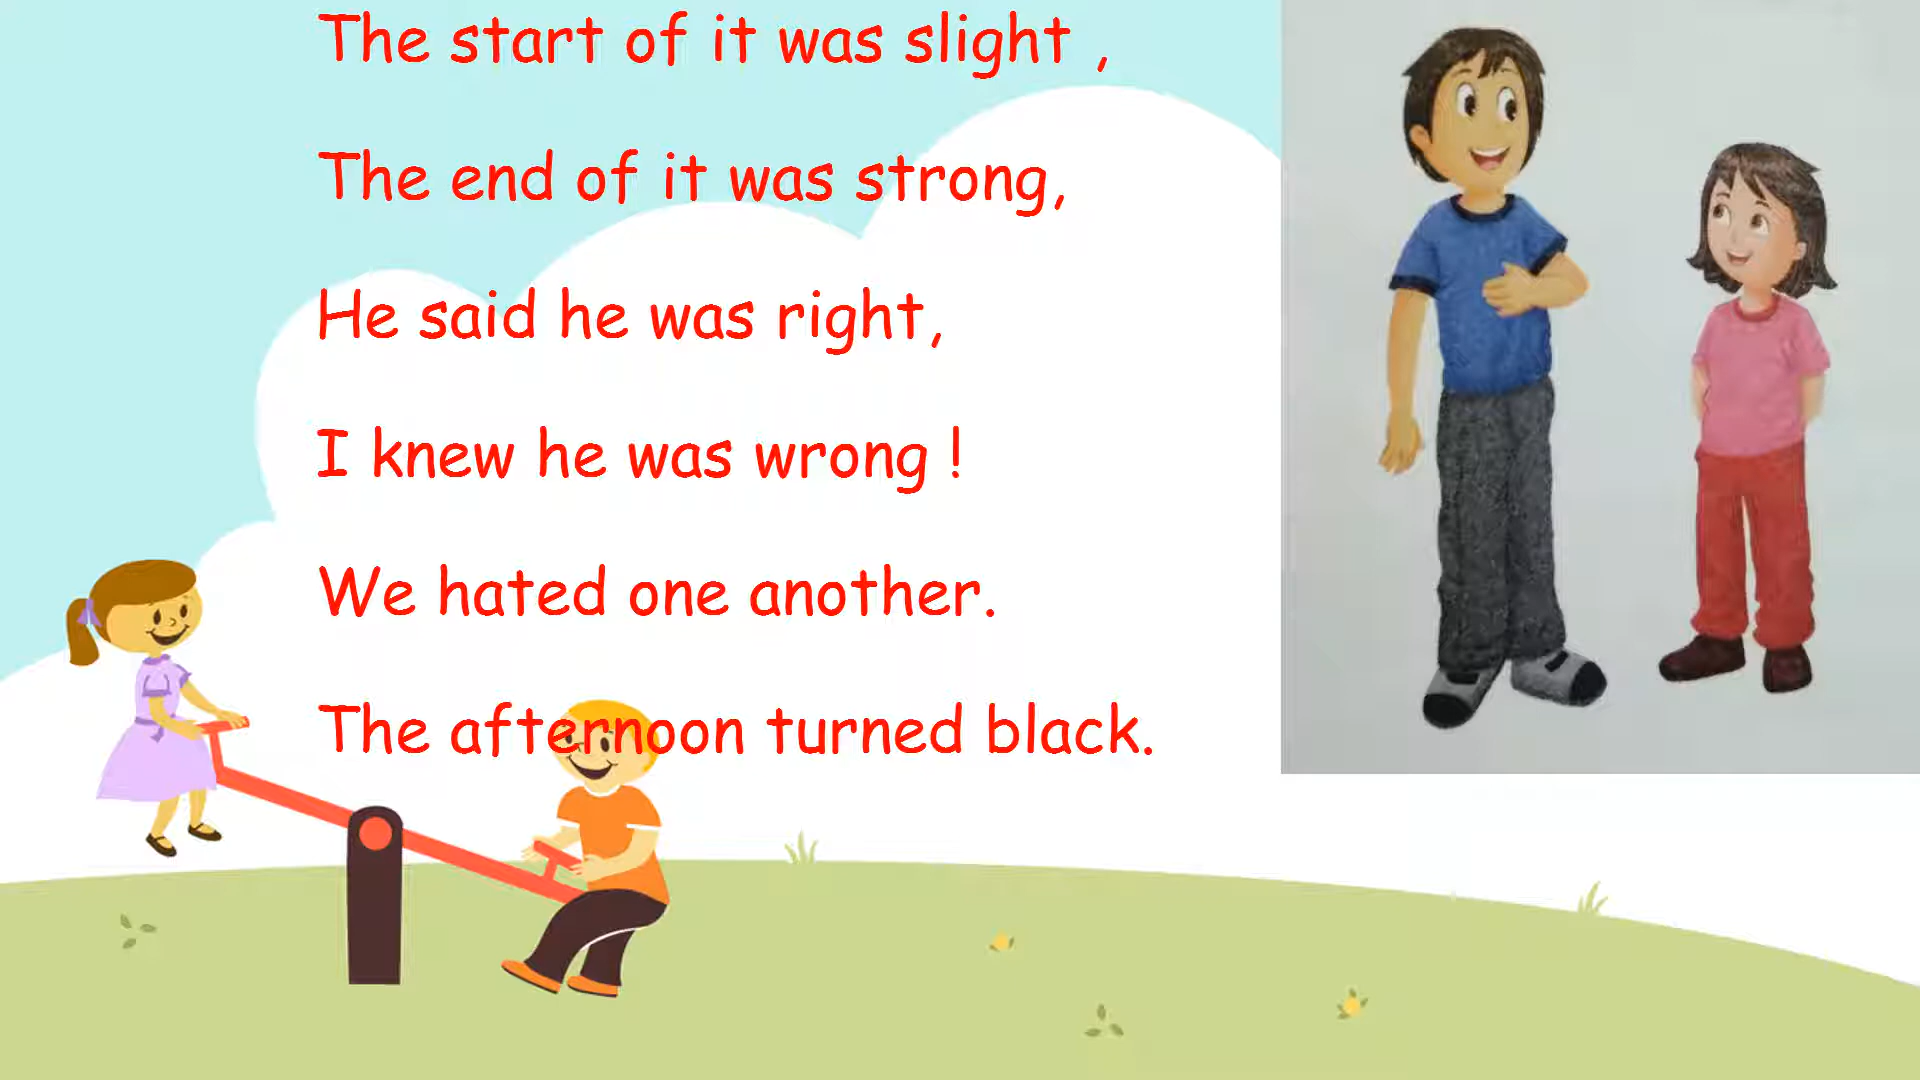 The start of it was slight ,
The end of it was strong,
He said he was right,
I knew he was wrong !
We hated one another.
The afternoon turned black.